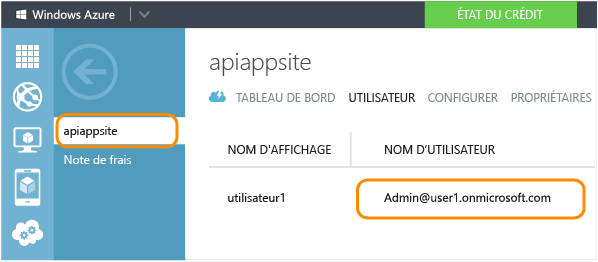 Windows Azure
ÉTAT DU CRÉDIT
apiappsite
Note de frais
apiappsite
TABLEAU DE BORD UTILISATEUR CONFIGURER PROPRIÉTAIRES
NOM D'AFFICHAGE NOM D'UTILISATEUR
utilisateur1 Admin@user1.onmicrosoft.com